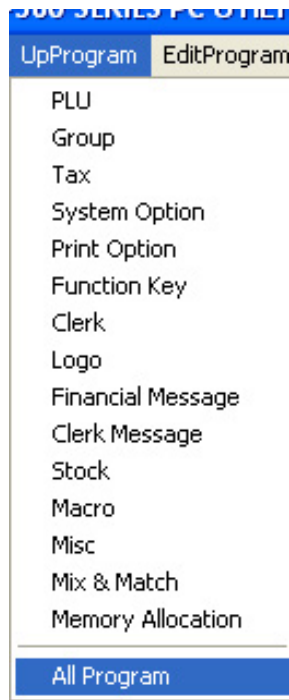 UpProgram EditProgram
PLU
Group
Tax
System Option
Print Option
Function Key
Clerk
Logo
Financial Message
Clerk Message
Stock
Macro
Misc
Mix & Match
Memory Allocation
All Program